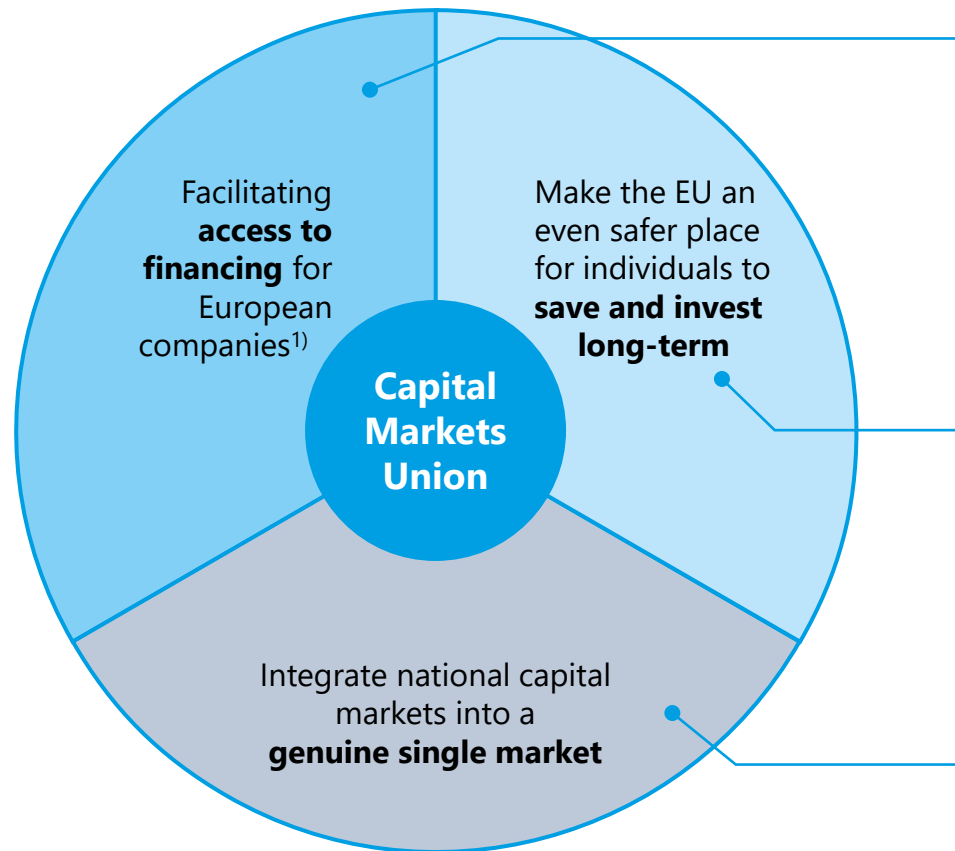 Facilitating
access to
financing for
European
companies¹⁾
Make the EU an
even safer place
for individuals to
save and invest
long-term
Capital
Markets
Union
Integrate national capital
markets into a
genuine single market